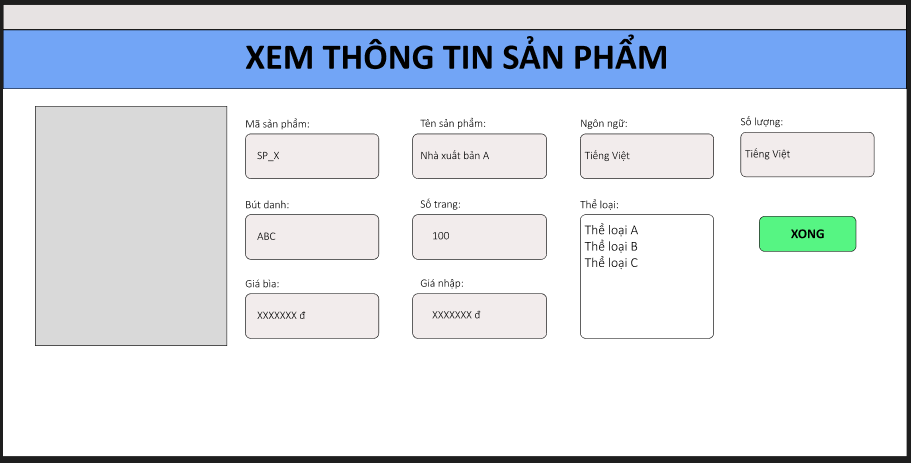 XEM THÔNG TIN SẢN PHẨM
Mã sản phẩm:
SP_X
Tên sản phẩm:
Nhà xuất bản A
Ngôn ngữ:
Tiếng Việt
Số lượng:
Tiếng Việt
Bút danh:
ABC
Số trang:
100
Thể loại:
Thể loại A
Thể loại B
Thể loại C
XONG
Giá bìa:
XXXXXXX đ
Giá nhập:
XXXXXXX đ